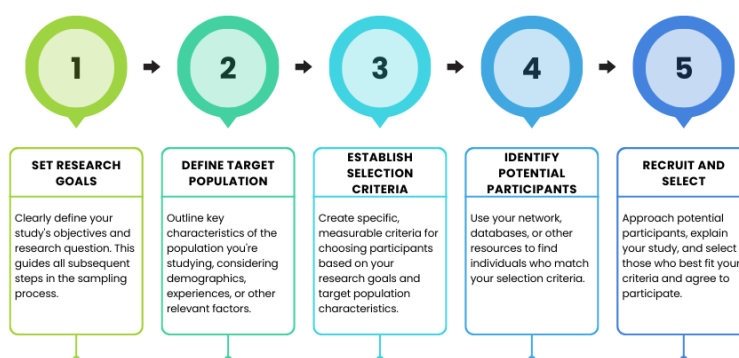 1
2
3
4
5
SET RESEARCH
GOALS
Clearly define your
study's objectives and
research question. This
guides all subsequent
steps in the sampling
process.
DEFINE TARGET
POPULATION
Outline key
characteristics of the
population you're
studying, considering
demographics,
experiences, or other
relevant factors.
ESTABLISH
SELECTION
CRITERIA
Create specific,
measurable criteria for
choosing participants
based on your
research goals and
target population
characteristics.
IDENTIFY
POTENTIAL
PARTICIPANTS
Use your network,
databases, or other
resources to find
individuals who match
your selection criteria.
RECRUIT AND
SELECT
Approach potential
participants, explain
your study, and select
those who best fit your
criteria and agree to
participate.